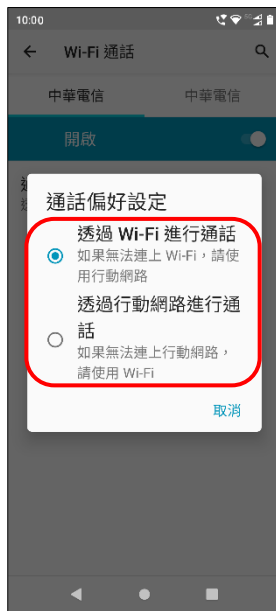 10:00
Wi-Fi 通話
中華電信 中華電信
開啟
通話偏好設定
透過 Wi-Fi 進行通話
如果無法連上 Wi-Fi，請使
用行動網路
透過行動網路進行通
話
如果無法連上行動網路，
請使用 Wi-Fi
取消